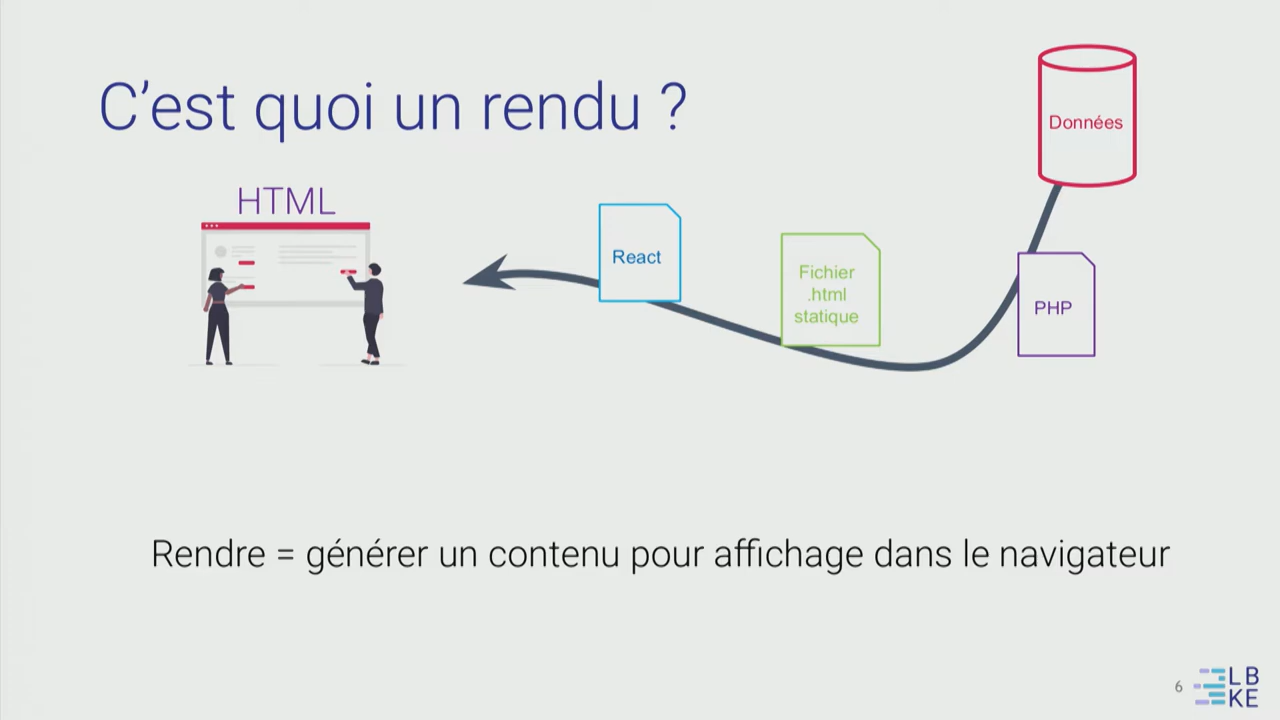 C’est quoi un rendu ?
Données
HTML
React
Fichier
.html
statique
PHP
Rendre = générer un contenu pour affichage dans le navigateur
6
LB
KE